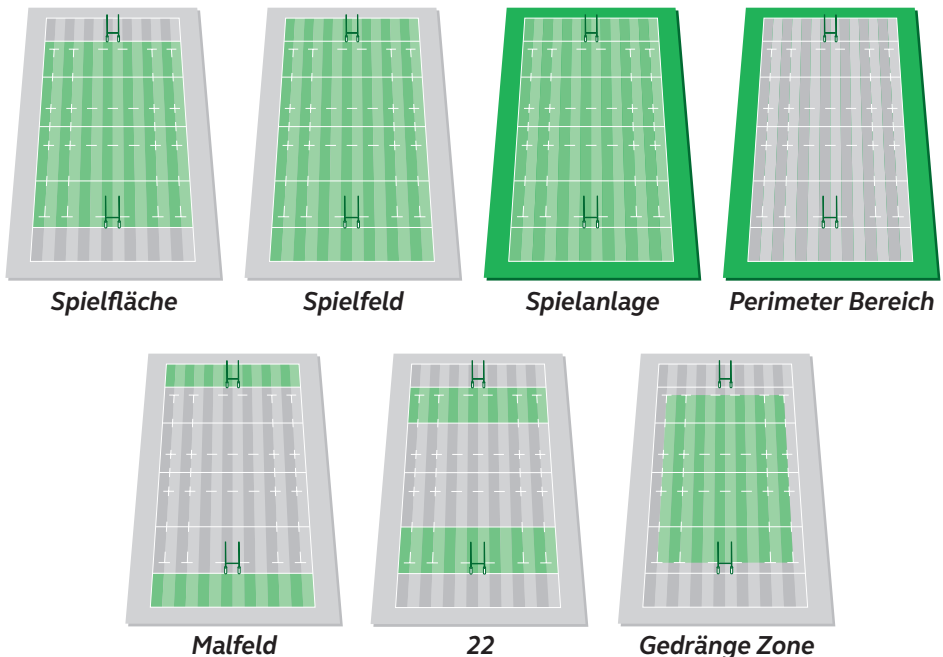 Spielfläche
Spielfeld
Spielanlage
Perimeter Bereich
Malfeld
22
Gedränge Zone